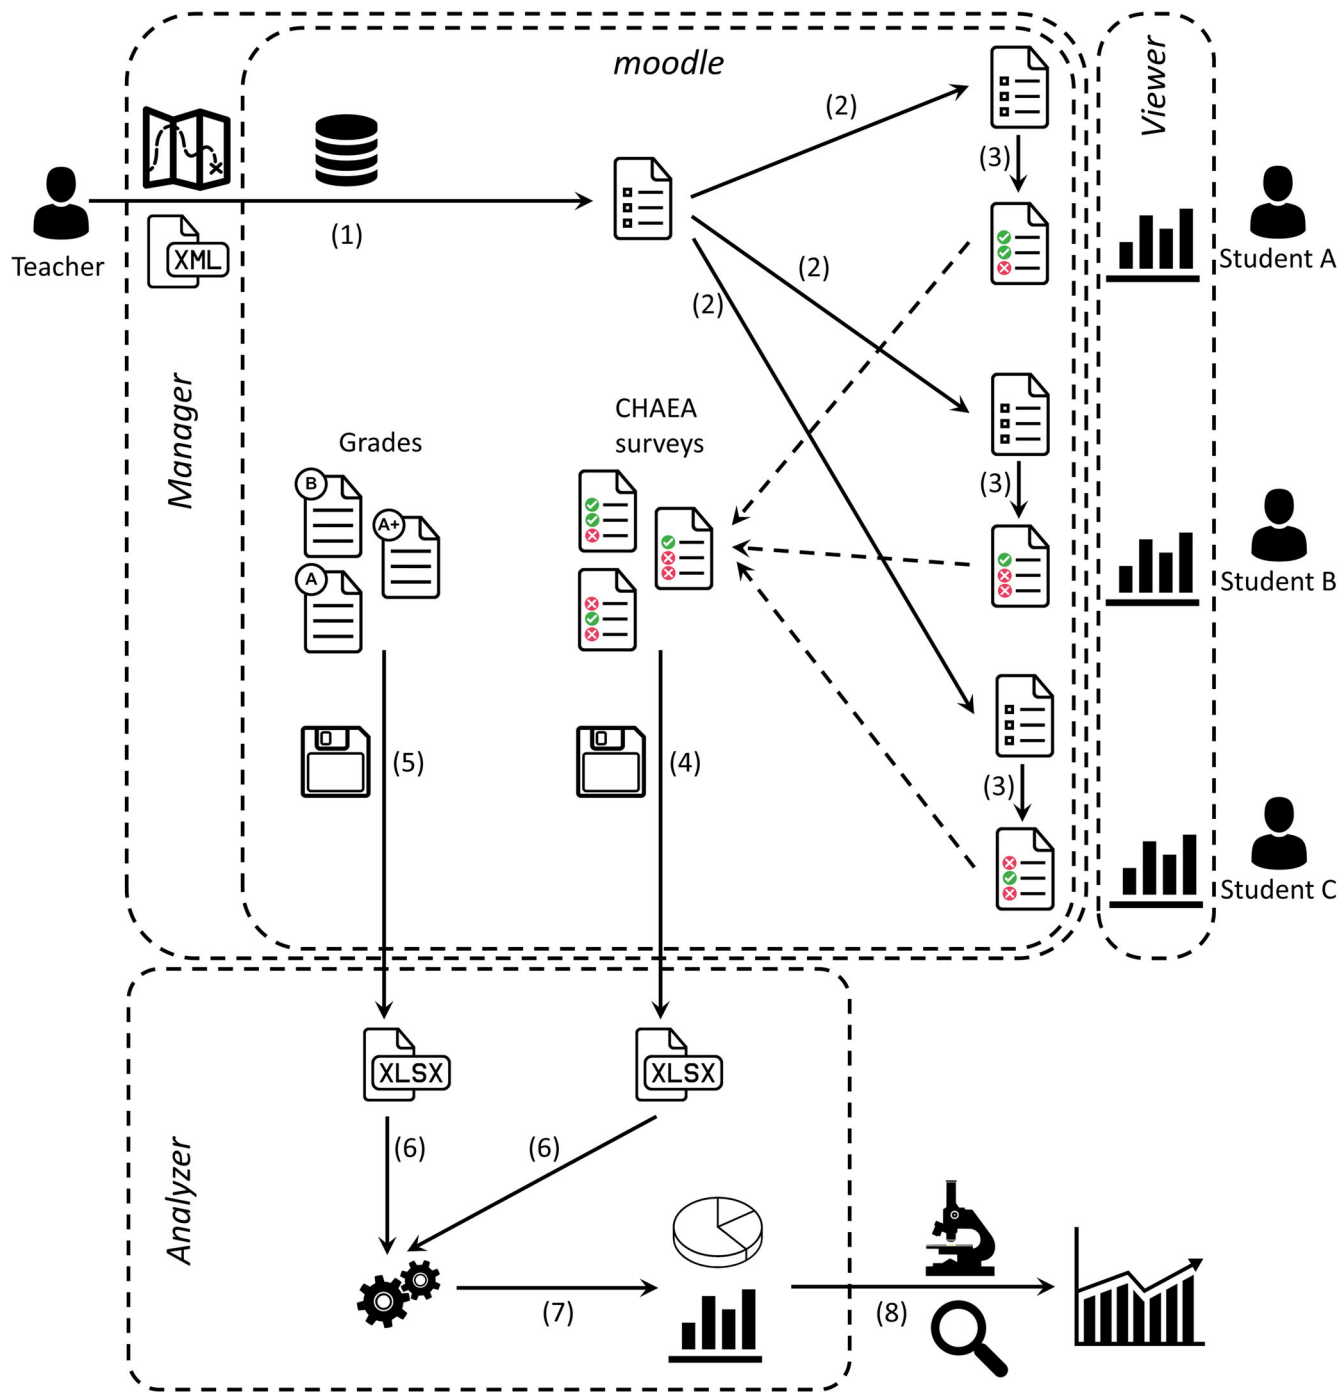 moodle
Viewer
Manager
Analyzer
Teacher
XML
(1)
(2)
(2)
(2)
(3)
Student A
Grades
B
A+
A
CHAEA
surveys
(3)
Student B
(5)
(4)
(3)
Student C
XLSX
XLSX
(6)
(6)
(7)
(8)